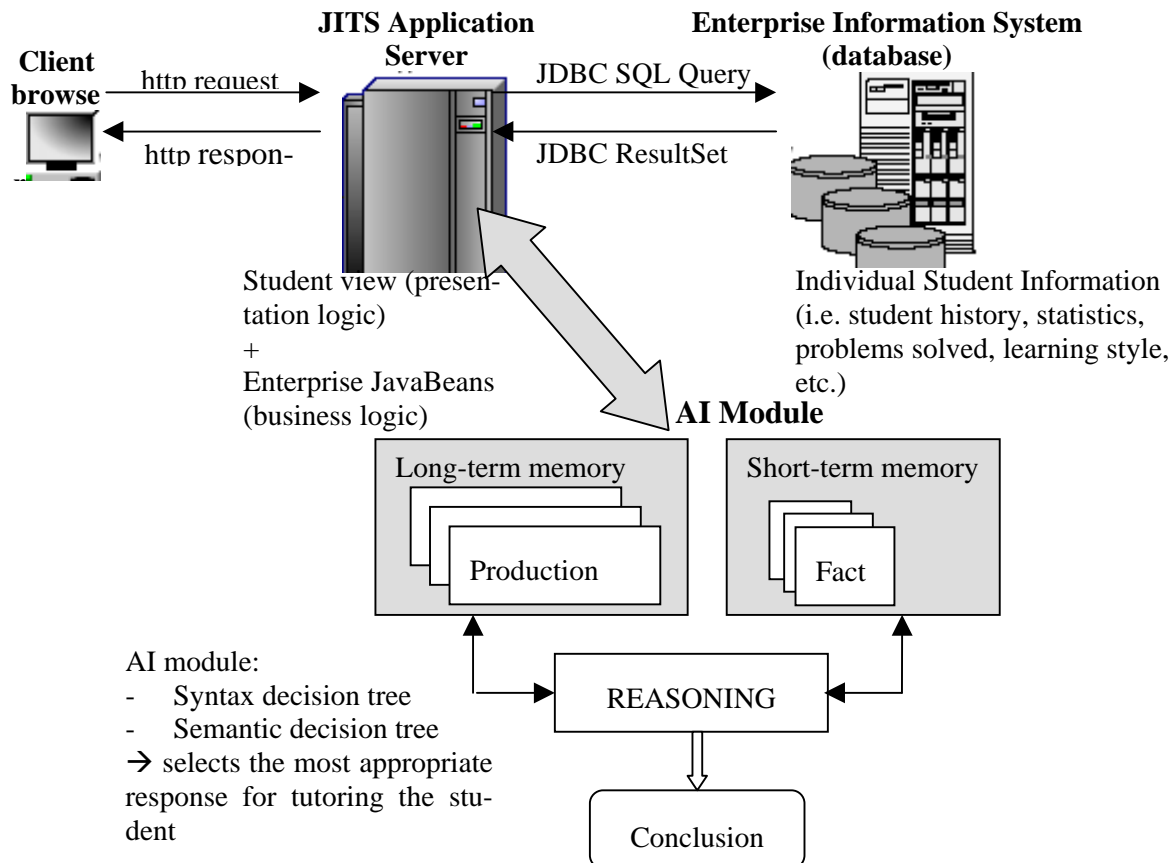 JITS Application
Server
Enterprise Information System
(database)
Client
browse
http request
http respon-
JDBC SQL Query
JDBC ResultSet
Student view (presen-
tation logic)
+
Enterprise JavaBeans
(business logic)
Individual Student Information
(i.e. student history, statistics,
problems solved, learning style,
etc.)
AI Module
Long-term memory
Production
Short-term memory
Fact
AI module:
- Syntax decision tree
- Semantic decision tree
→ selects the most appropriate
response for tutoring the stu-
dent
REASONING
Conclusion